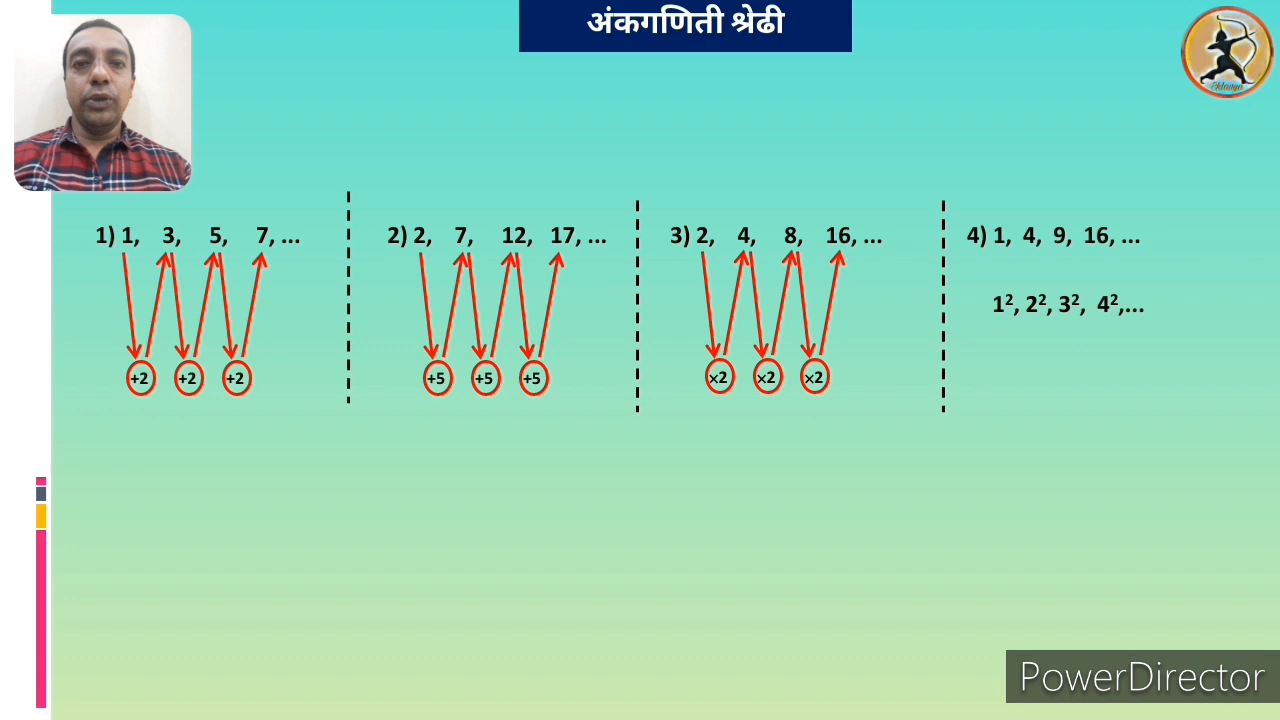 अंकगणिती श्रेढी
Eklavya
1) 1, 3, 5, 7, ...
+2 +2 +2
2) 2, 7, 12, 17, ...
+5 +5 +5
3) 2, 4, 8, 16, ...
×2 ×2 ×2
4) 1, 4, 9, 16, ...
1², 2², 3², 4²,...
PowerDirector